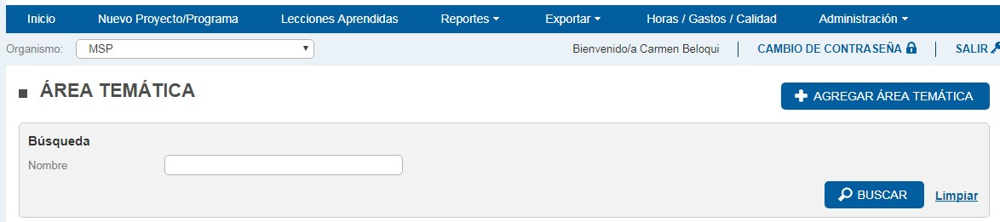 Inicio Nuevo Proyecto/Programa Lecciones Aprendidas Reportes Exportar Horas / Gastos / Calidad Administración
Organismo: MSP Bienvenido/a Carmen Beloqui CAMBIO DE CONTRASEÑA SALIR
ÁREA TEMÁTICA
AGREGAR ÁREA TEMÁTICA
Búsqueda
Nombre
BUSCAR Limpiar